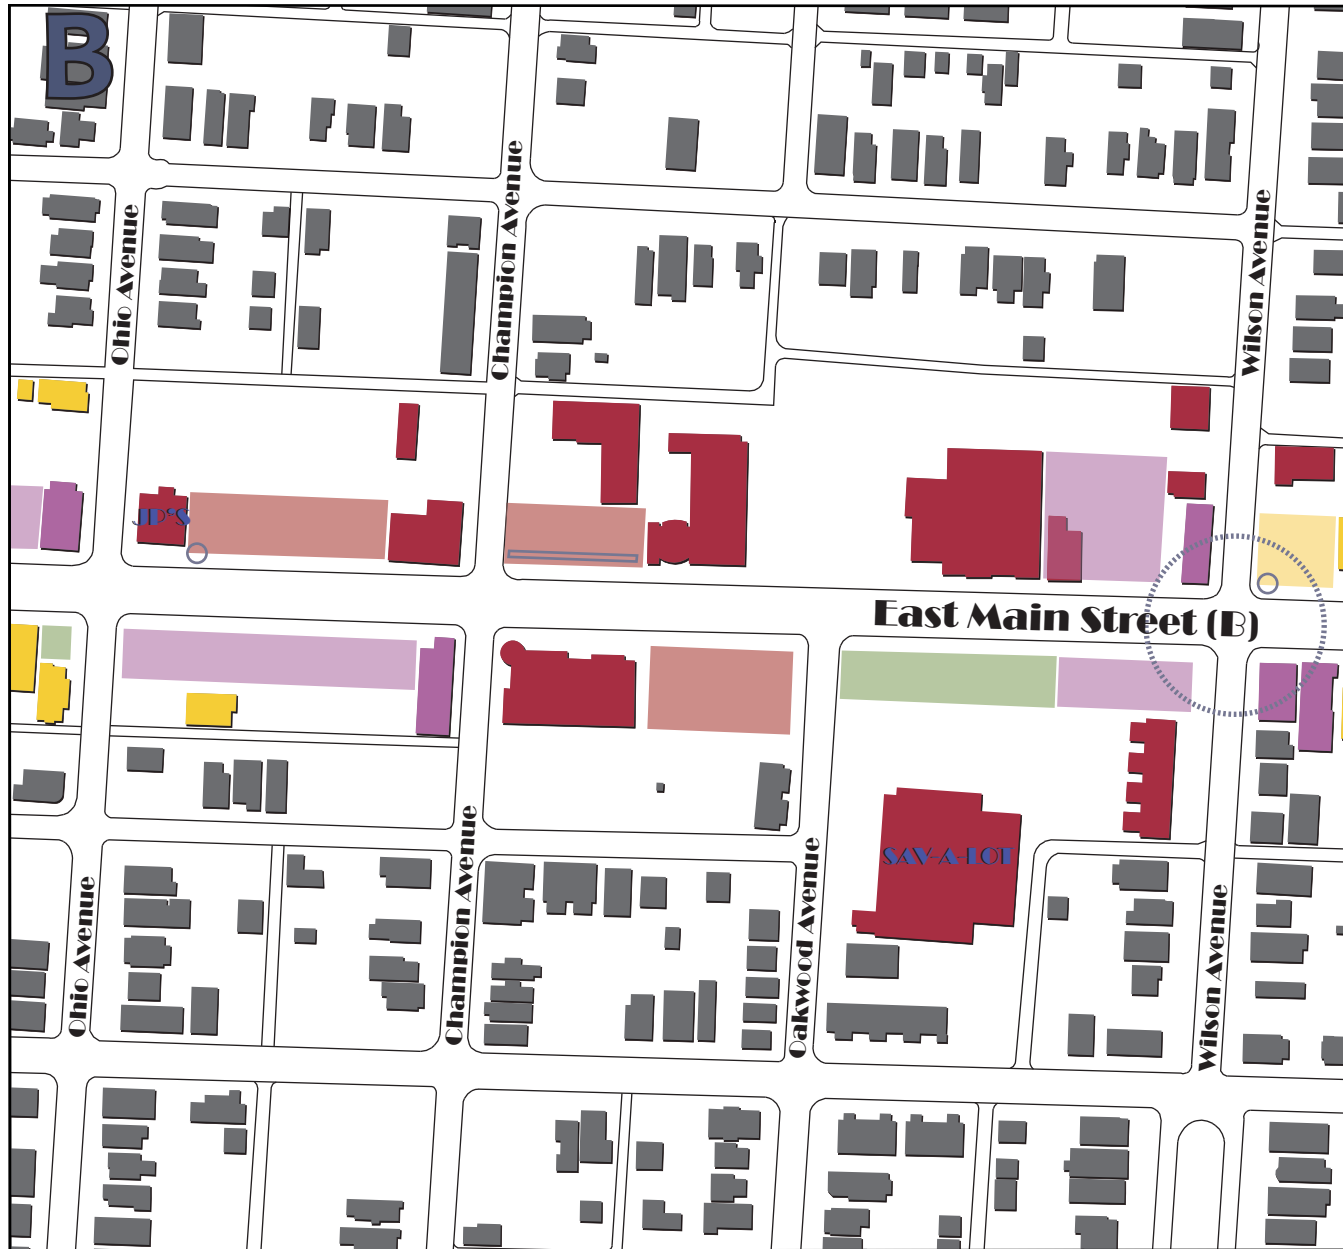 B
Ohio Avenue
Champion Avenue
Wilson Avenue
JP'S
East Main Street (B)
SAV-A-LOT
Ohio Avenue
Champion Avenue
Oakwood Avenue
Wilson Avenue